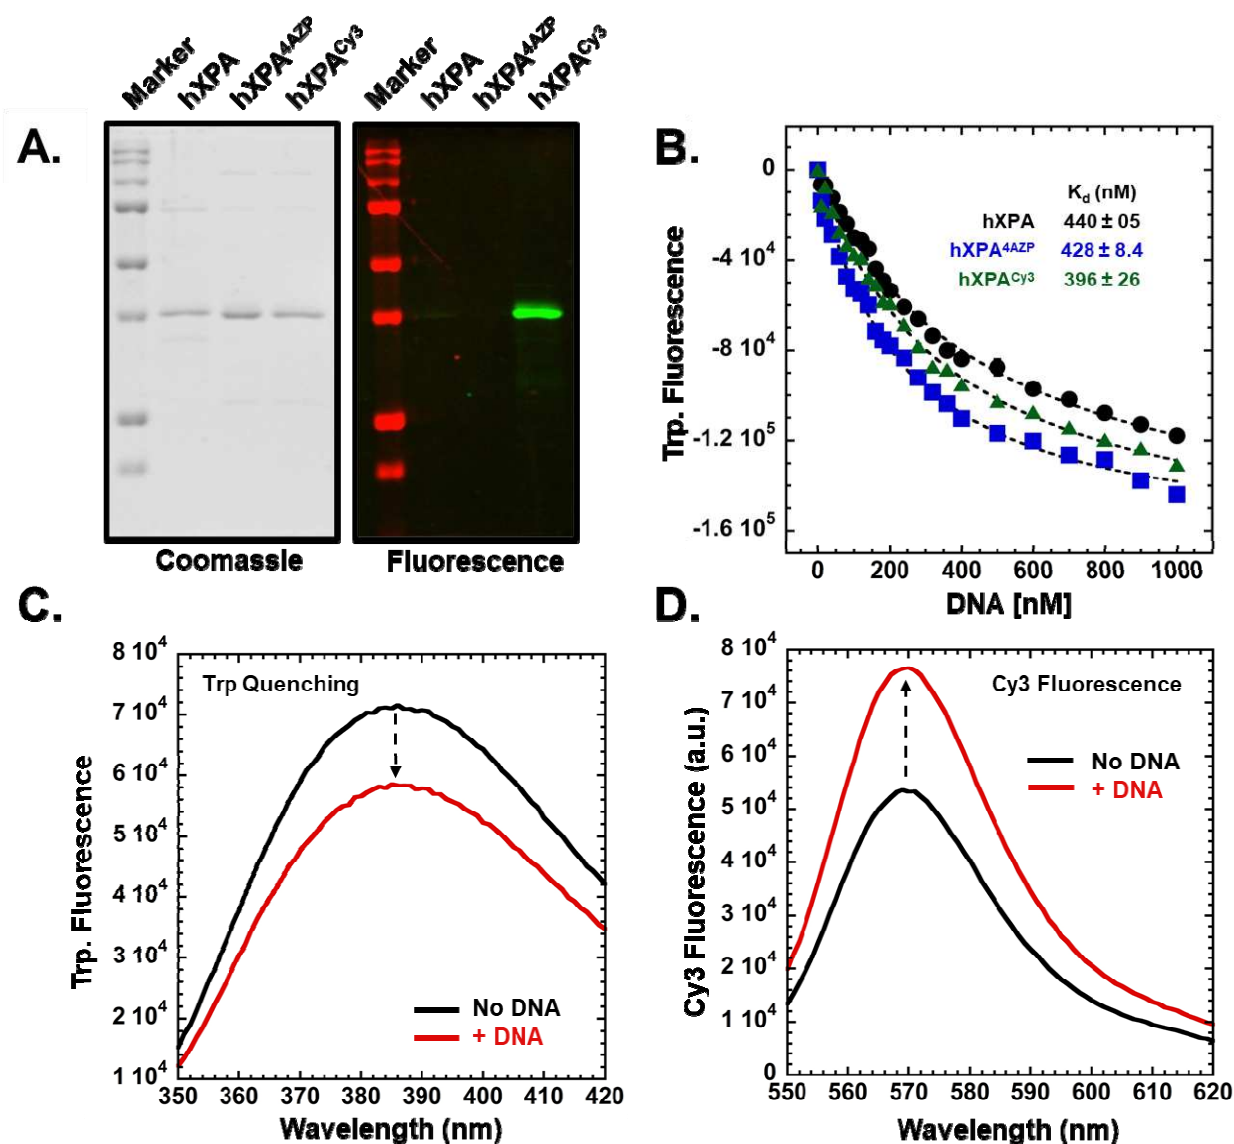 Marker hXPA hXPA4AZP hXPACy3
Marker hXPA hXPA4AZP hXPACy3
A.
Coomassle
Fluorescence
B.
Kd (nM)
hXPA 440 ± 05
hXPA4AZP 428 ± 8.4
hXPACy3 396 ± 26
Trp. Fluorescence
0
-4 10^4
-8 10^4
-1.2 10^5
-1.6 10^5
0 200 400 600 800 1000
DNA [nM]
C.
Trp Quenching
8 10^4
7 10^4
6 10^4
5 10^4
4 10^4
3 10^4
2 10^4
1 10^4
Trp. Fluorescence
No DNA
+ DNA
350 360 370 380 390 400 410 420
Wavelength (nm)
D.
Cy3 Fluorescence
8 10^4
7 10^4
6 10^4
5 10^4
4 10^4
3 10^4
2 10^4
1 10^4
0
Cy3 Fluorescence (a.u.)
No DNA
+ DNA
550 560 570 580 590 600 610 620
Wavelength (nm)